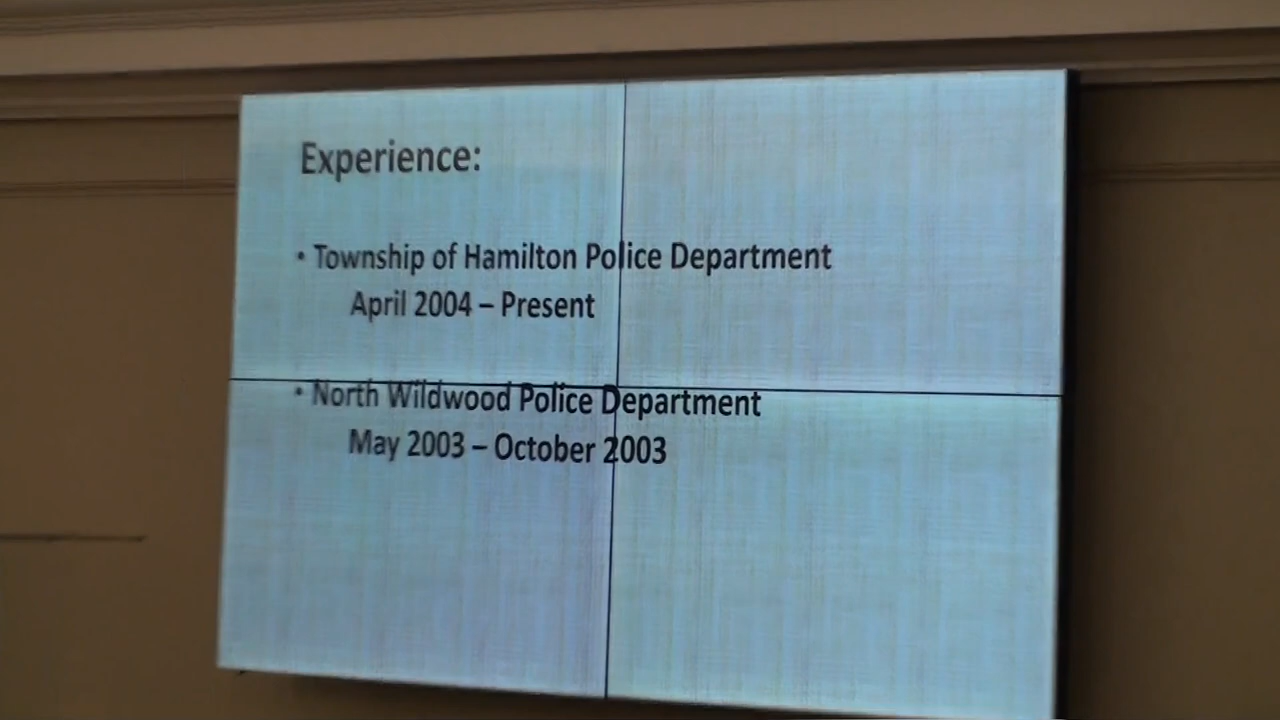 Experience:
• Township of Hamilton Police Department
April 2004 – Present
• North Wildwood Police Department
May 2003 – October 2003